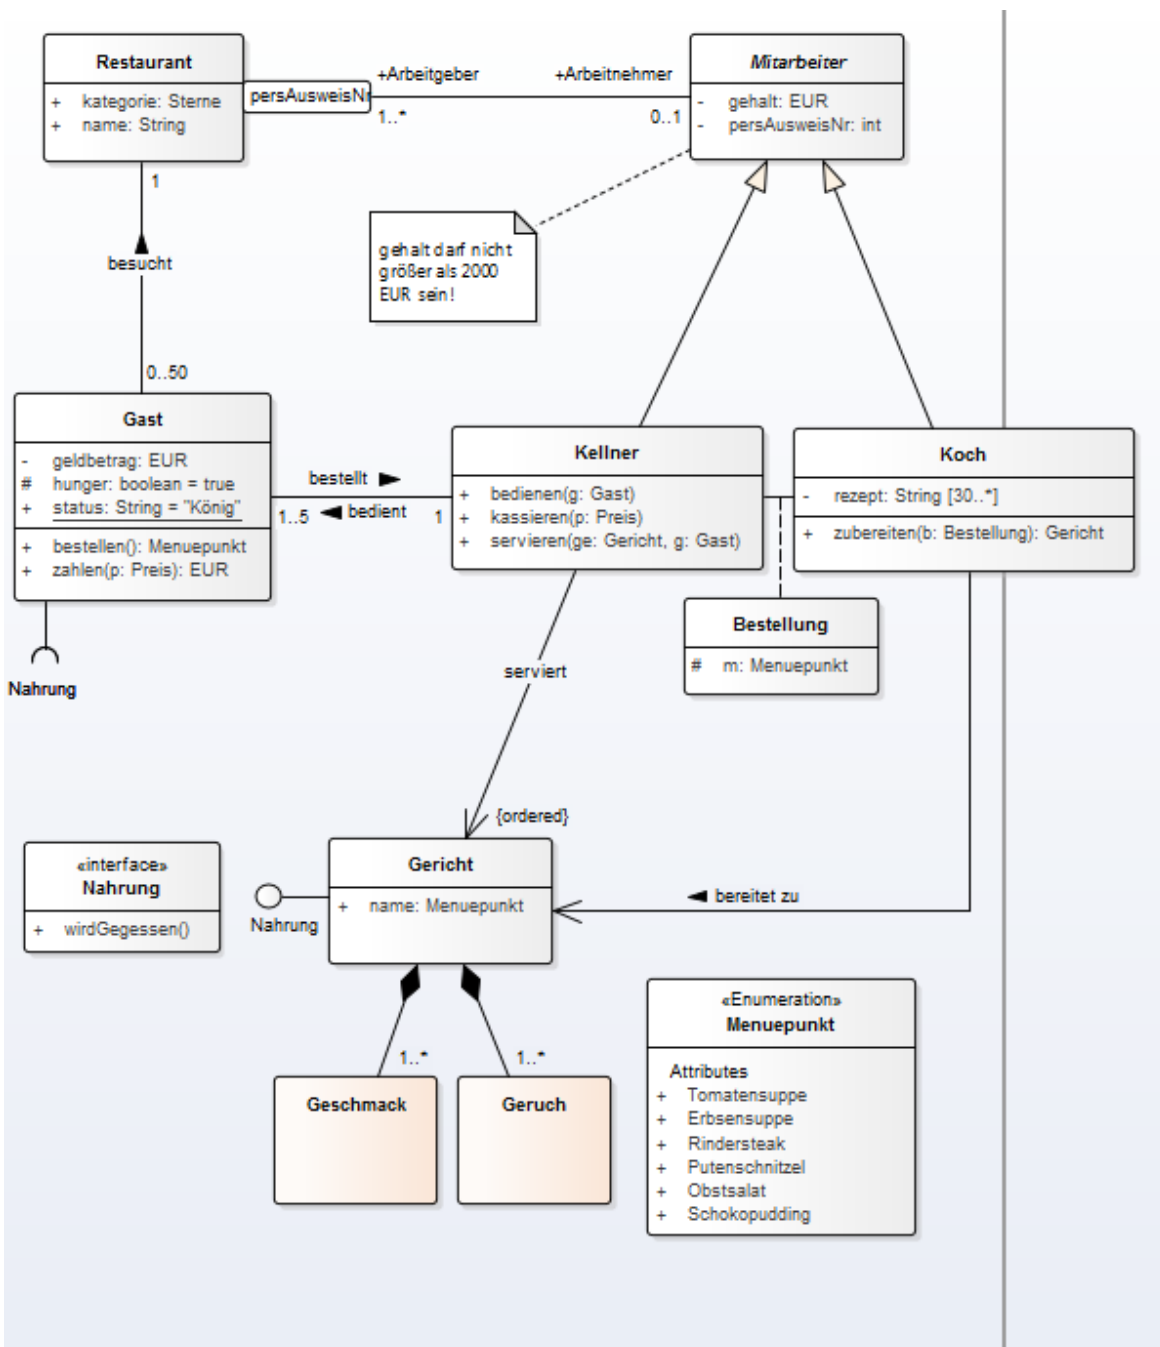 Restaurant
+ kategorie: Sterne
+ name: String
persAusweisNr
+Arbeitgeber
1..*
+Arbeitnehmer
0..1
Mitarbeiter
- gehalt: EUR
- persAusweisNr: int
gehalt darf nicht
größer als 2000
EUR sein!
1
besucht
0..50
Gast
- geldbetrag: EUR
# hunger: boolean = true
+ status: String = "König"
+ bestellen(): Menuepunkt
+ zahlen(p: Preis): EUR
Nahrung
bestellt
1..5
bedient
1
Kellner
+ bedienen(g: Gast)
+ kassieren(p: Preis)
+ servieren(ge: Gericht, g: Gast)
Koch
- rezept: String [30..*]
+ zubereiten(b: Bestellung): Gericht
Bestellung
# m: Menuepunkt
serviert
{ordered}
«interface»
Nahrung
+ wirdGegessen()
Nahrung
Gericht
+ name: Menuepunkt
bereitet zu
1..*
1..*
Geschmack
Geruch
«Enumeration»
Menuepunkt
Attributes
+ Tomatensuppe
+ Erbsensuppe
+ Rindersteak
+ Putenschnitzel
+ Obstsalat
+ Schokopudding